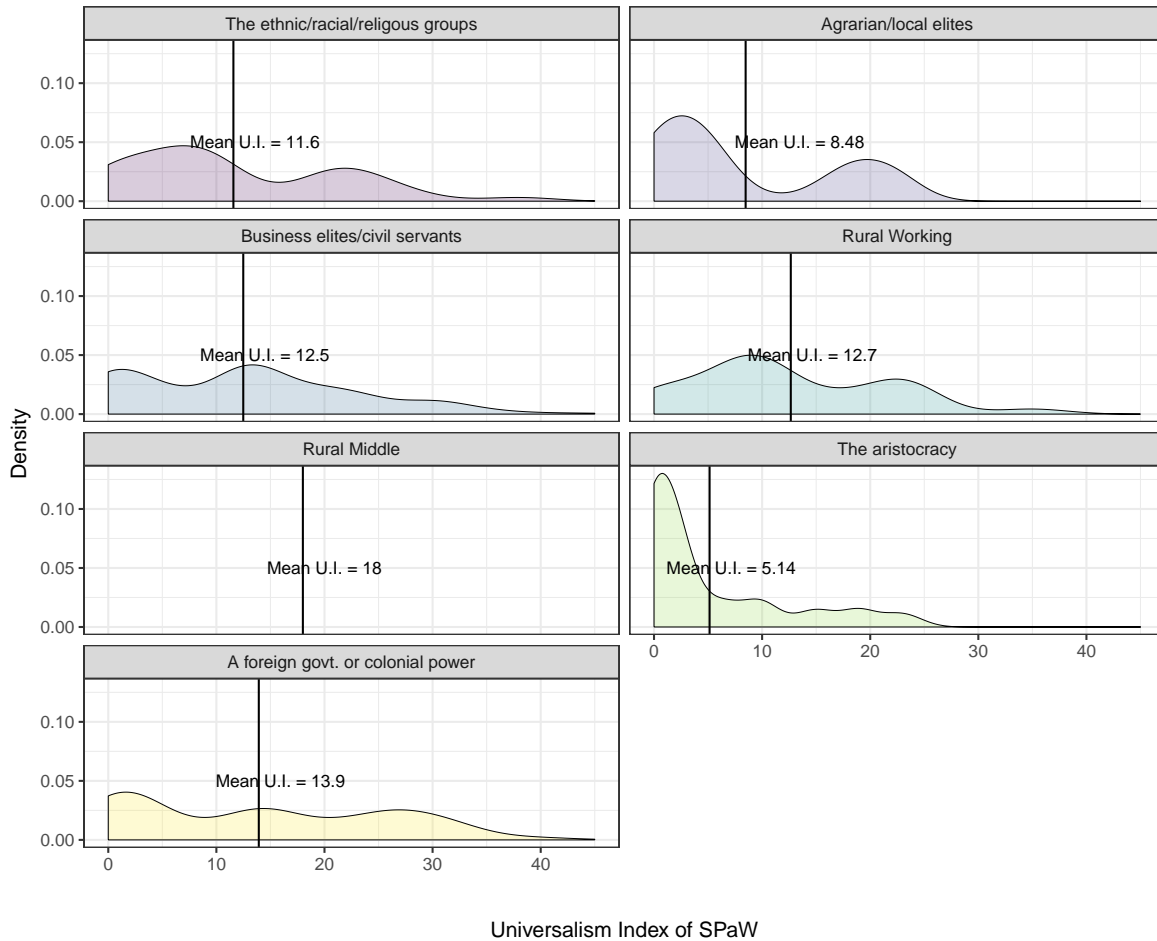 The ethnic/racial/religous groups
Agrarian/local elites
0.10
0.05
0.00
Mean U.I. = 11.6
Mean U.I. = 8.48
Business elites/civil servants
Rural Working
0.10
0.05
0.00
Mean U.I. = 12.5
Mean U.I. = 12.7
Density
Rural Middle
The aristocracy
0.10
0.05
0.00
Mean U.I. = 18
Mean U.I. = 5.14
0 10 20 30 40
A foreign govt. or colonial power
0.10
0.05
0.00
Mean U.I. = 13.9
0 10 20 30 40
Universalism Index of SPaW